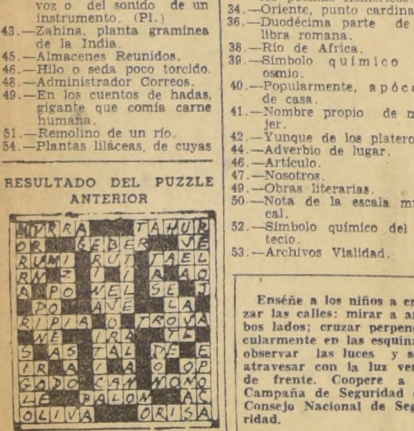 voz o del sonido de un
instrumento. (Pl.)
43.—Zahina, planta gramínea
de la India.
45.—Almacenes Reunidos.
46.—Hilo o seda poco torcido.
48.—Administrador Correos.
49.—En los cuentos de hadas,
gigante que comía carne
humana.
51.—Remolino de un río.
54.—Plantas liláceas, de cuyas
RESULTADO DEL PUZZLE
ANTERIOR
34.—Oriente, punto cardina
36.—Duodécima parte de
libra romana.
38.—Río de Africa.
39.—Símbolo químico
osmio.
40.—Popularmente, apóco
de casa.
41.—Nombre propio de m
jer.
42.—Yunque de los platero
44.—Adverbio de lugar.
46.—Artículo.
47.—Nosotros.
49.—Obras literarias.
50.—Nota de la escala mu
cal.
52.—Símbolo químico del
tecio.
53.—Archivos Vialidad.
Enséñe a los niños a cru
zar las calles: mirar a am
bos lados; cruzar perpend
cularmente en las esquina
observar las luces y s
atravesar con la luz ver
de frente. Coopere a
Campaña de Seguridad
Consejo Nacional de Seg
ridad.